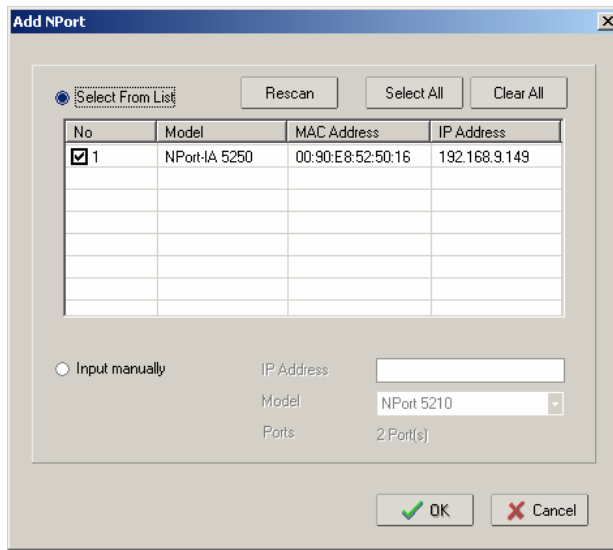 Add NPort
Select From List Rescan Select All Clear All
No Model MAC Address IP Address
1 NPort-IA 5250 00:90:E8:52:50:16 192.168.9.149
Input manually IP Address
Model NPort 5210
Ports 2 Port(s)
OK Cancel